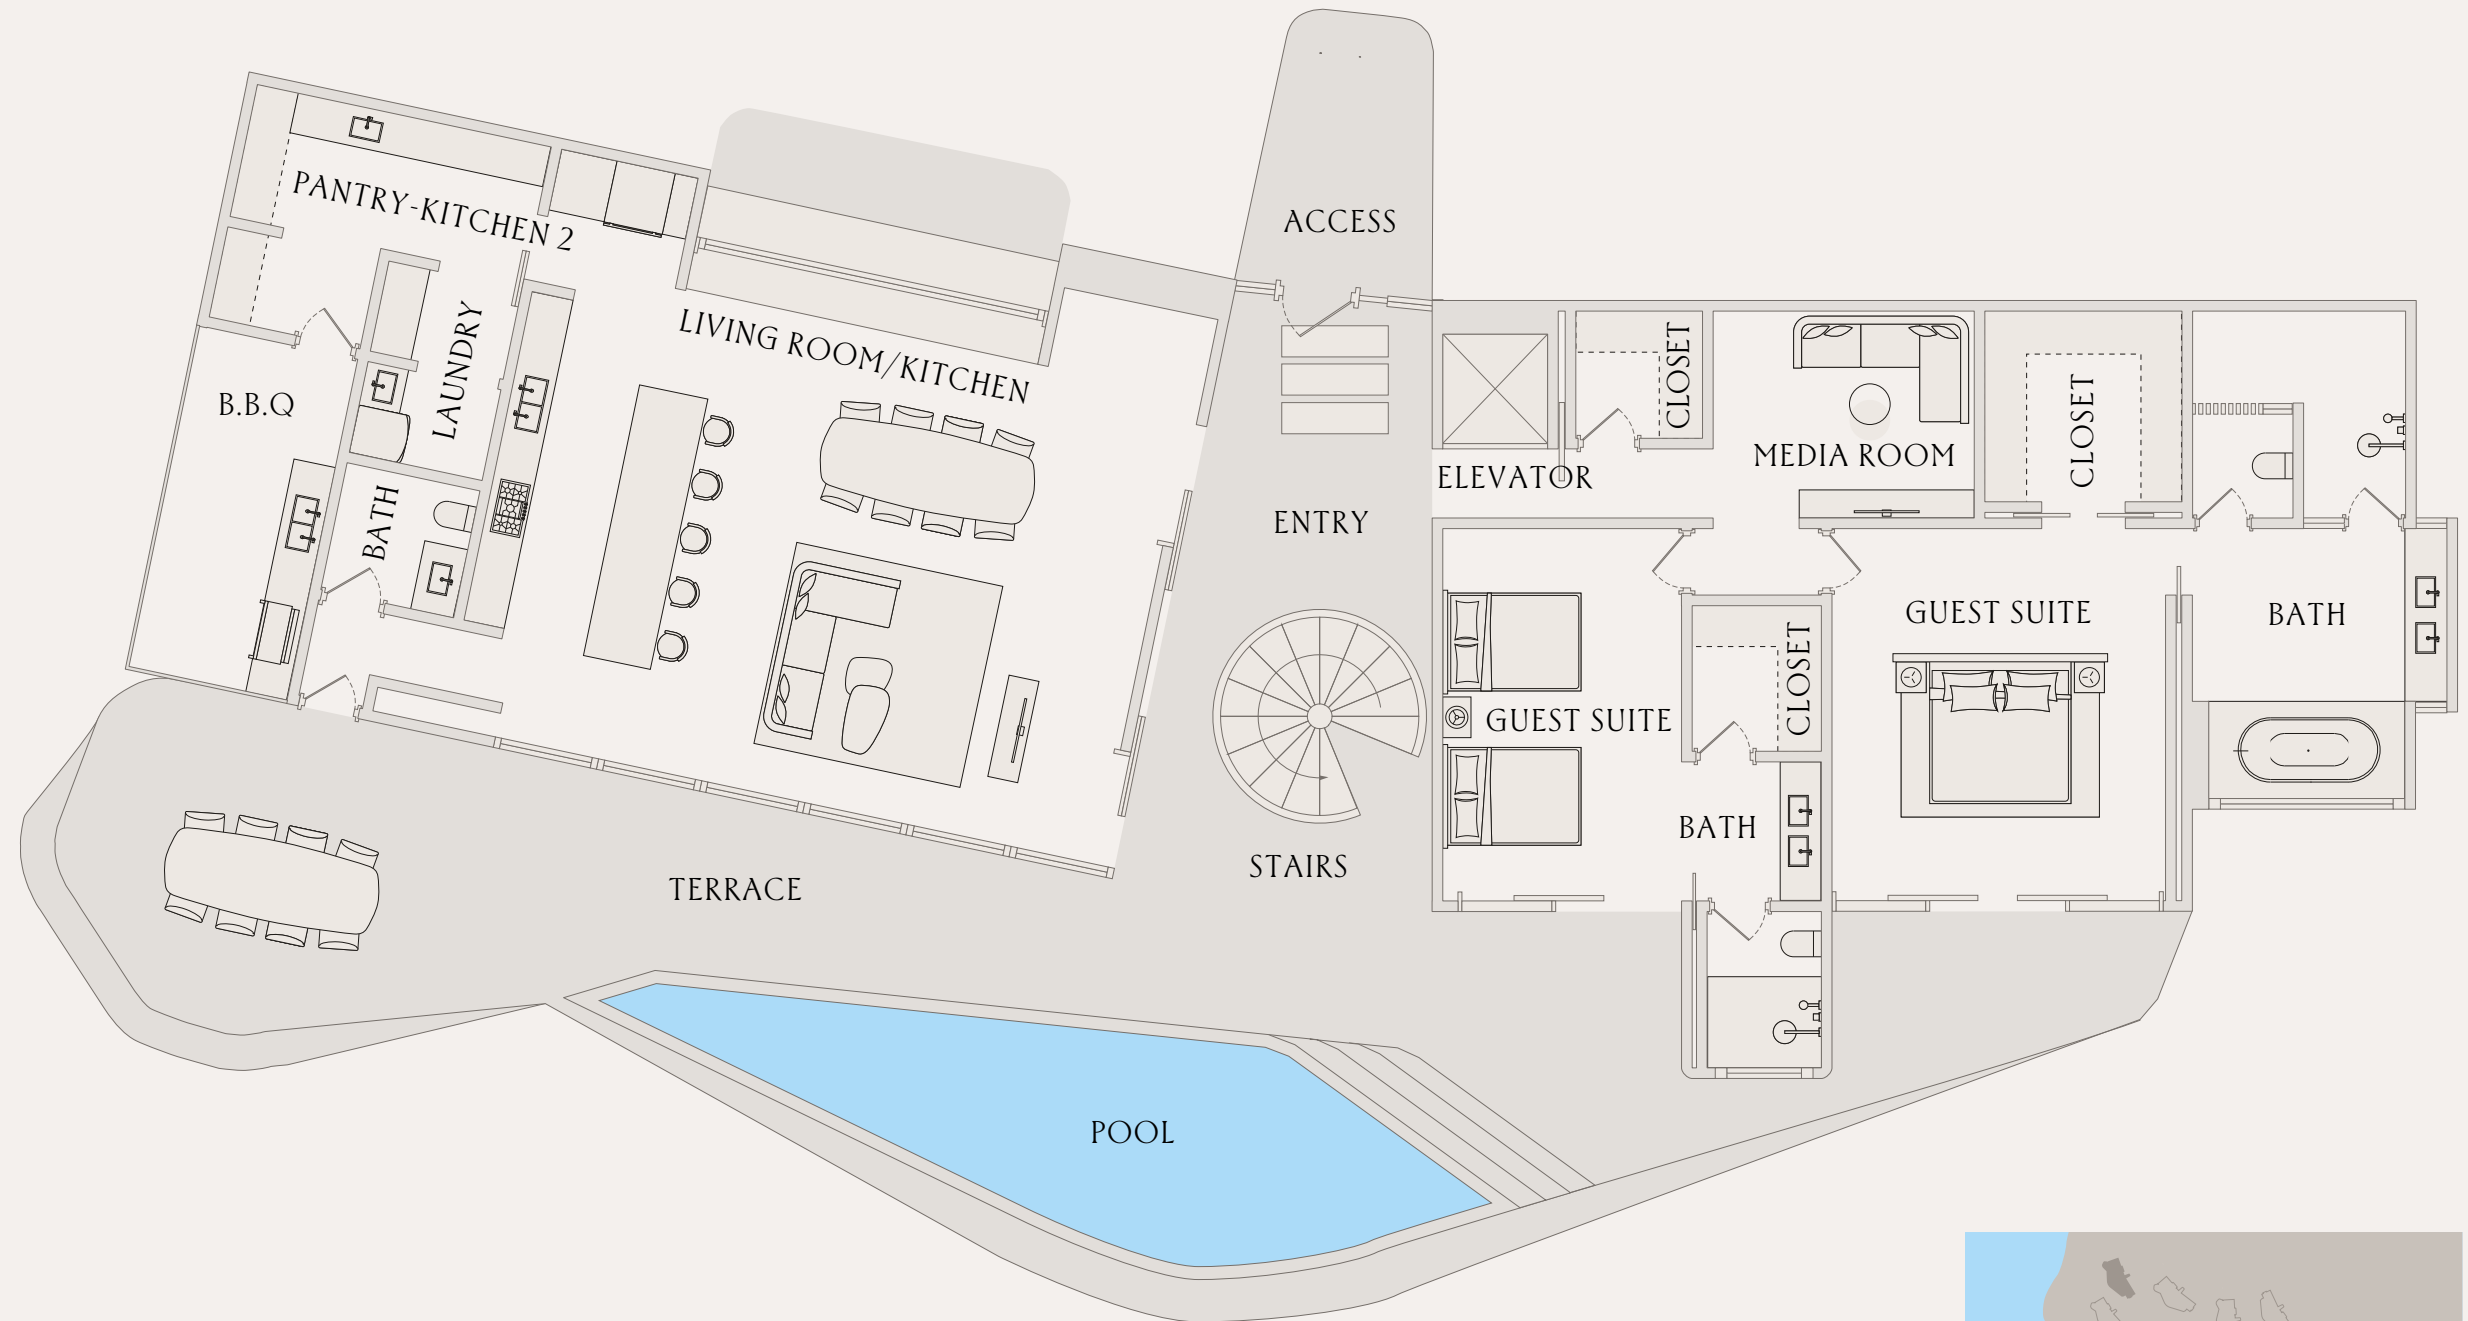 ACCESS
PANTRY-KITCHEN 2
LIVING ROOM/KITCHEN
LAUNDRY
B.B.Q
BATH
ENTRY
ELEVATOR
CLOSET
MEDIA ROOM
CLOSET
GUEST SUITE
BATH
CLOSET
GUEST SUITE
BATH
STAIRS
TERRACE
POOL